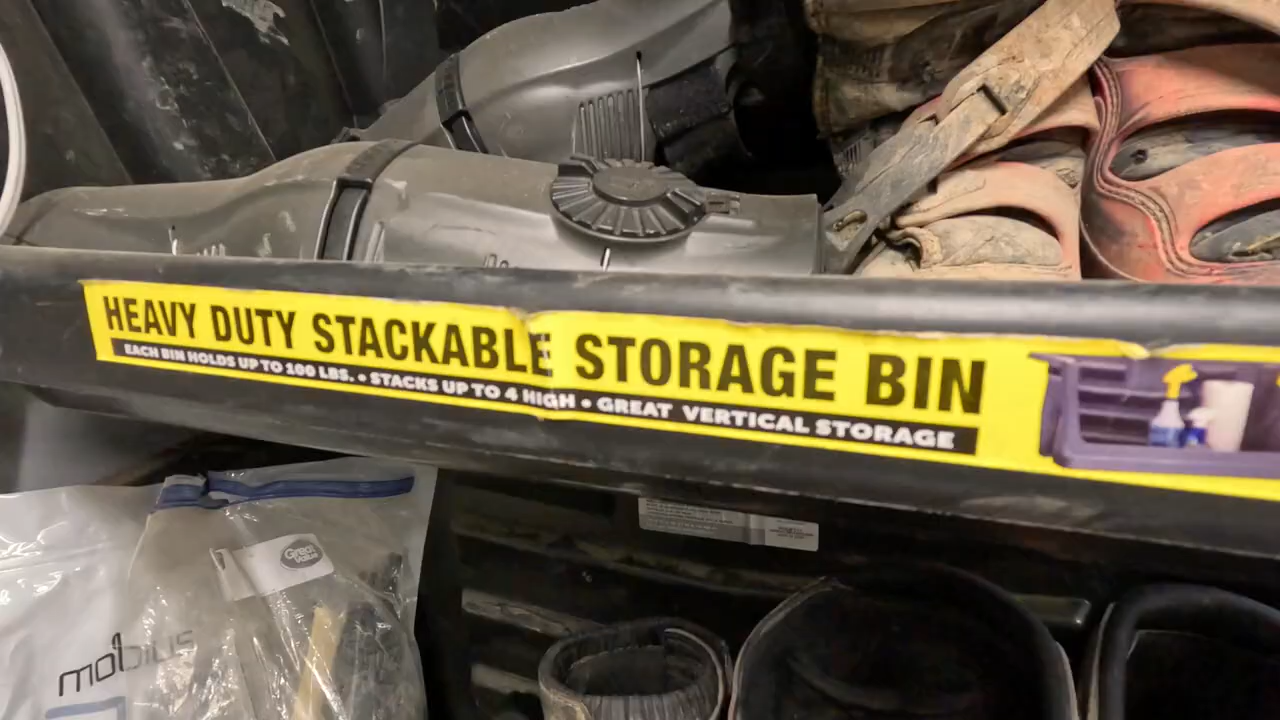 HEAVY DUTY STACKABLE STORAGE BIN
EACH BIN HOLDS UP TO 100 LBS. • STACKS UP TO 4 HIGH • GREAT VERTICAL STORAGE
Great
Value